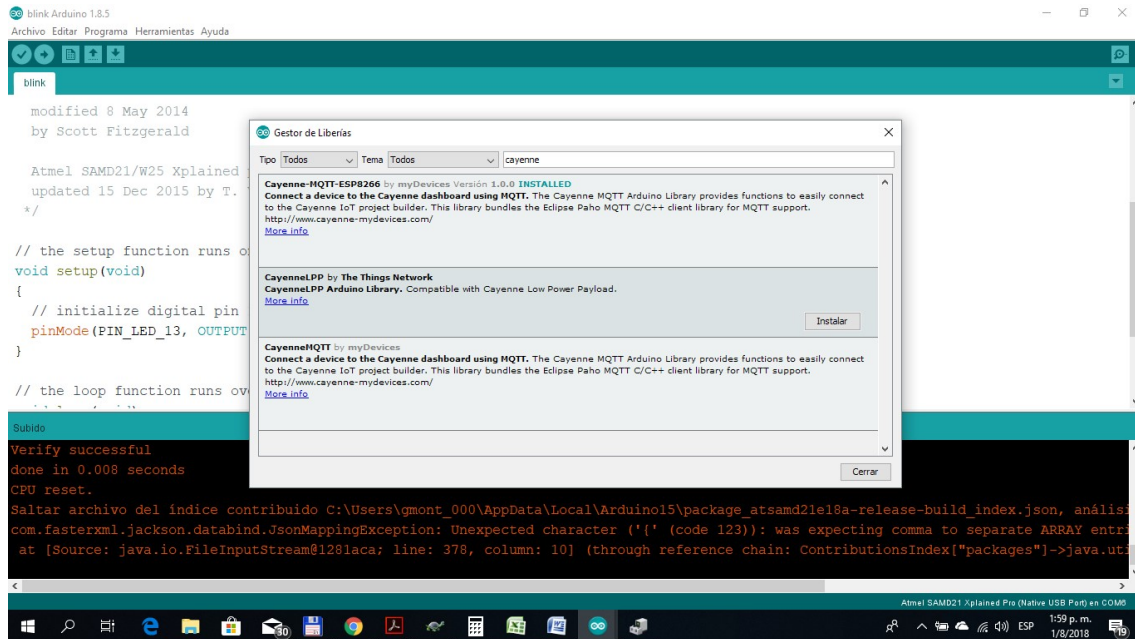 blink Arduino 1.8.5
Archivo Editar Programa Herramientas Ayuda
blink
modified 8 May 2014
by Scott Fitzgerald
Atmel SAMD21/W25 Xplained
updated 15 Dec 2015 by T.
*/
// the setup function runs o
void setup(void)
{
// initialize digital pin
pinMode(PIN_LED_13, OUTPUT
}
// the loop function runs ov
Gestor de Liberías
Tipo Todos Tema Todos cayenne
Cayenne-MQTT-ESP8266 by myDevices Versión 1.0.0 INSTALLED
Connect a device to the Cayenne dashboard using MQTT. The Cayenne MQTT Arduino Library provides functions to easily connect
to the Cayenne IoT project builder. This library bundles the Eclipse Paho MQTT C/C++ client library for MQTT support.
http://www.cayenne-mydevices.com/
More info
CayenneLPP by The Things Network
CayenneLPP Arduino Library. Compatible with Cayenne Low Power Payload.
More info
Instalar
CayenneMQTT by myDevices
Connect a device to the Cayenne dashboard using MQTT. The Cayenne MQTT Arduino Library provides functions to easily connect
to the Cayenne IoT project builder. This library bundles the Eclipse Paho MQTT C/C++ client library for MQTT support.
http://www.cayenne-mydevices.com/
More info
Cerrar
Subido
Verify successful
done in 0.008 seconds
CPU reset.
Saltar archivo del índice contribuido C:\Users\gmont_000\AppData\Local\Arduino15\package_atsamd21e18a-release-build_index.json, análisi
com.fasterxml.jackson.databind.JsonMappingException: Unexpected character ('{' (code 123)): was expecting comma to separate ARRAY entri
at [Source: java.io.FileInputStream@1281aca; line: 378, column: 10] (through reference chain: ContributionsIndex["packages"]->java.uti
Atmel SAMD21 Xplained Pro (Native USB Port) en COM6
30
ESP
1:59 p. m.
1/8/2018
19